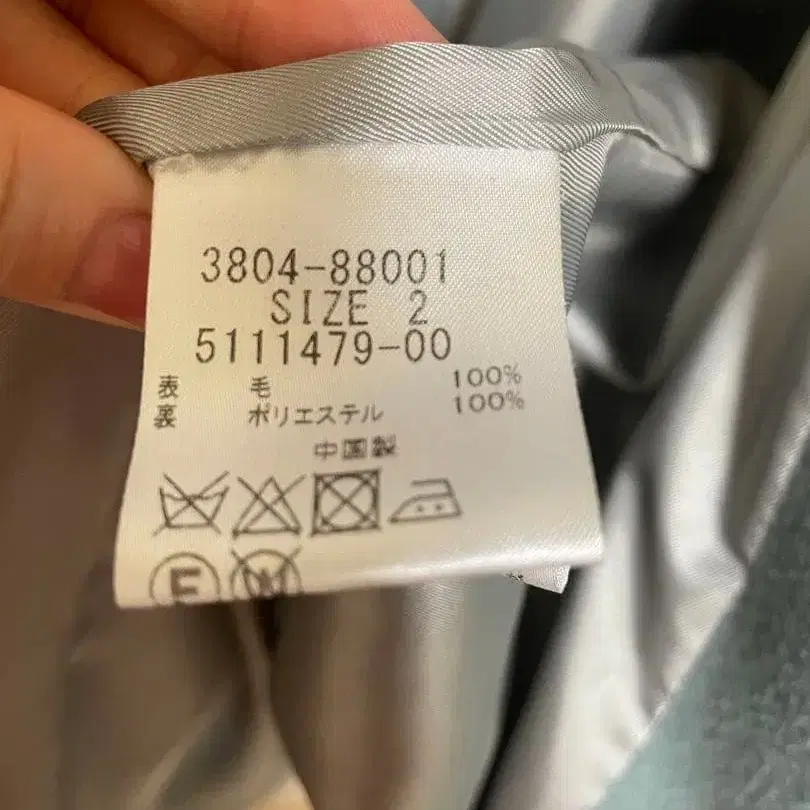 3804-88001
SIZE 2
5111479-00
表 毛 100%
裏 ポリエステル 100%
中国製
F W